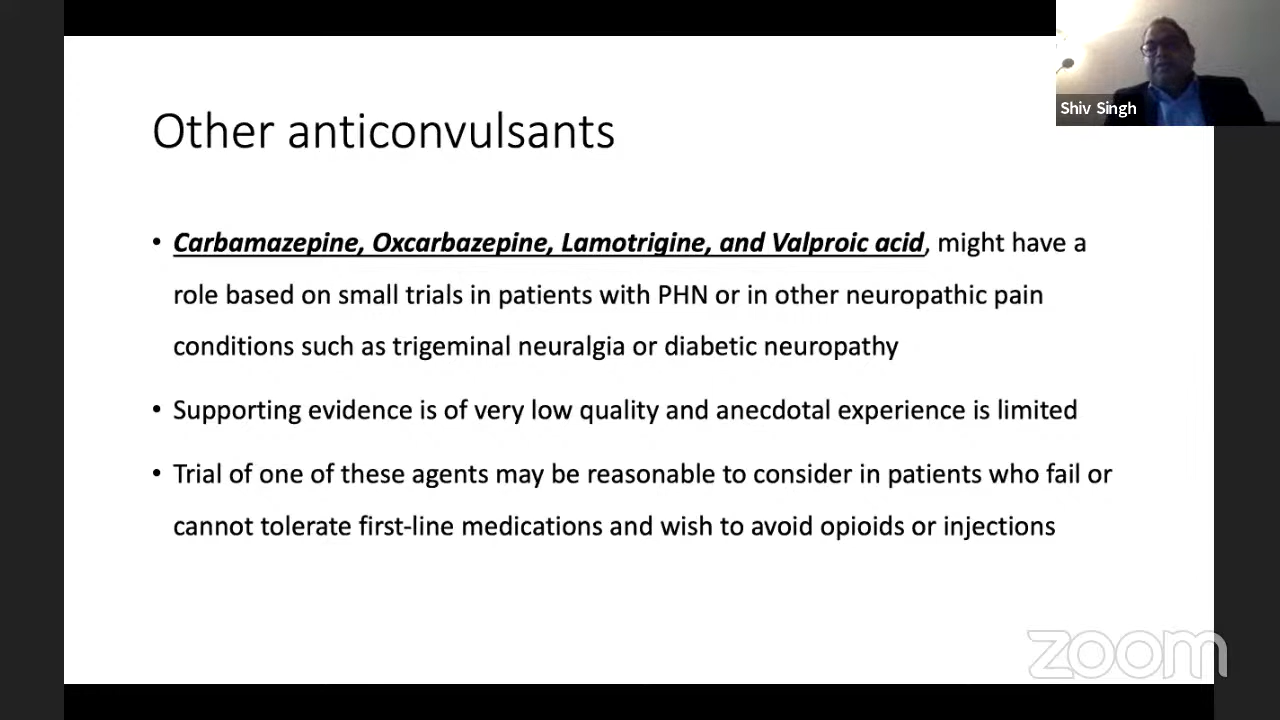 Shiv Singh
Other anticonvulsants
• Carbamazepine, Oxcarbazepine, Lamotrigine, and Valproic acid, might have a
role based on small trials in patients with PHN or in other neuropathic pain
conditions such as trigeminal neuralgia or diabetic neuropathy
• Supporting evidence is of very low quality and anecdotal experience is limited
• Trial of one of these agents may be reasonable to consider in patients who fail or
cannot tolerate first-line medications and wish to avoid opioids or injections
zoom